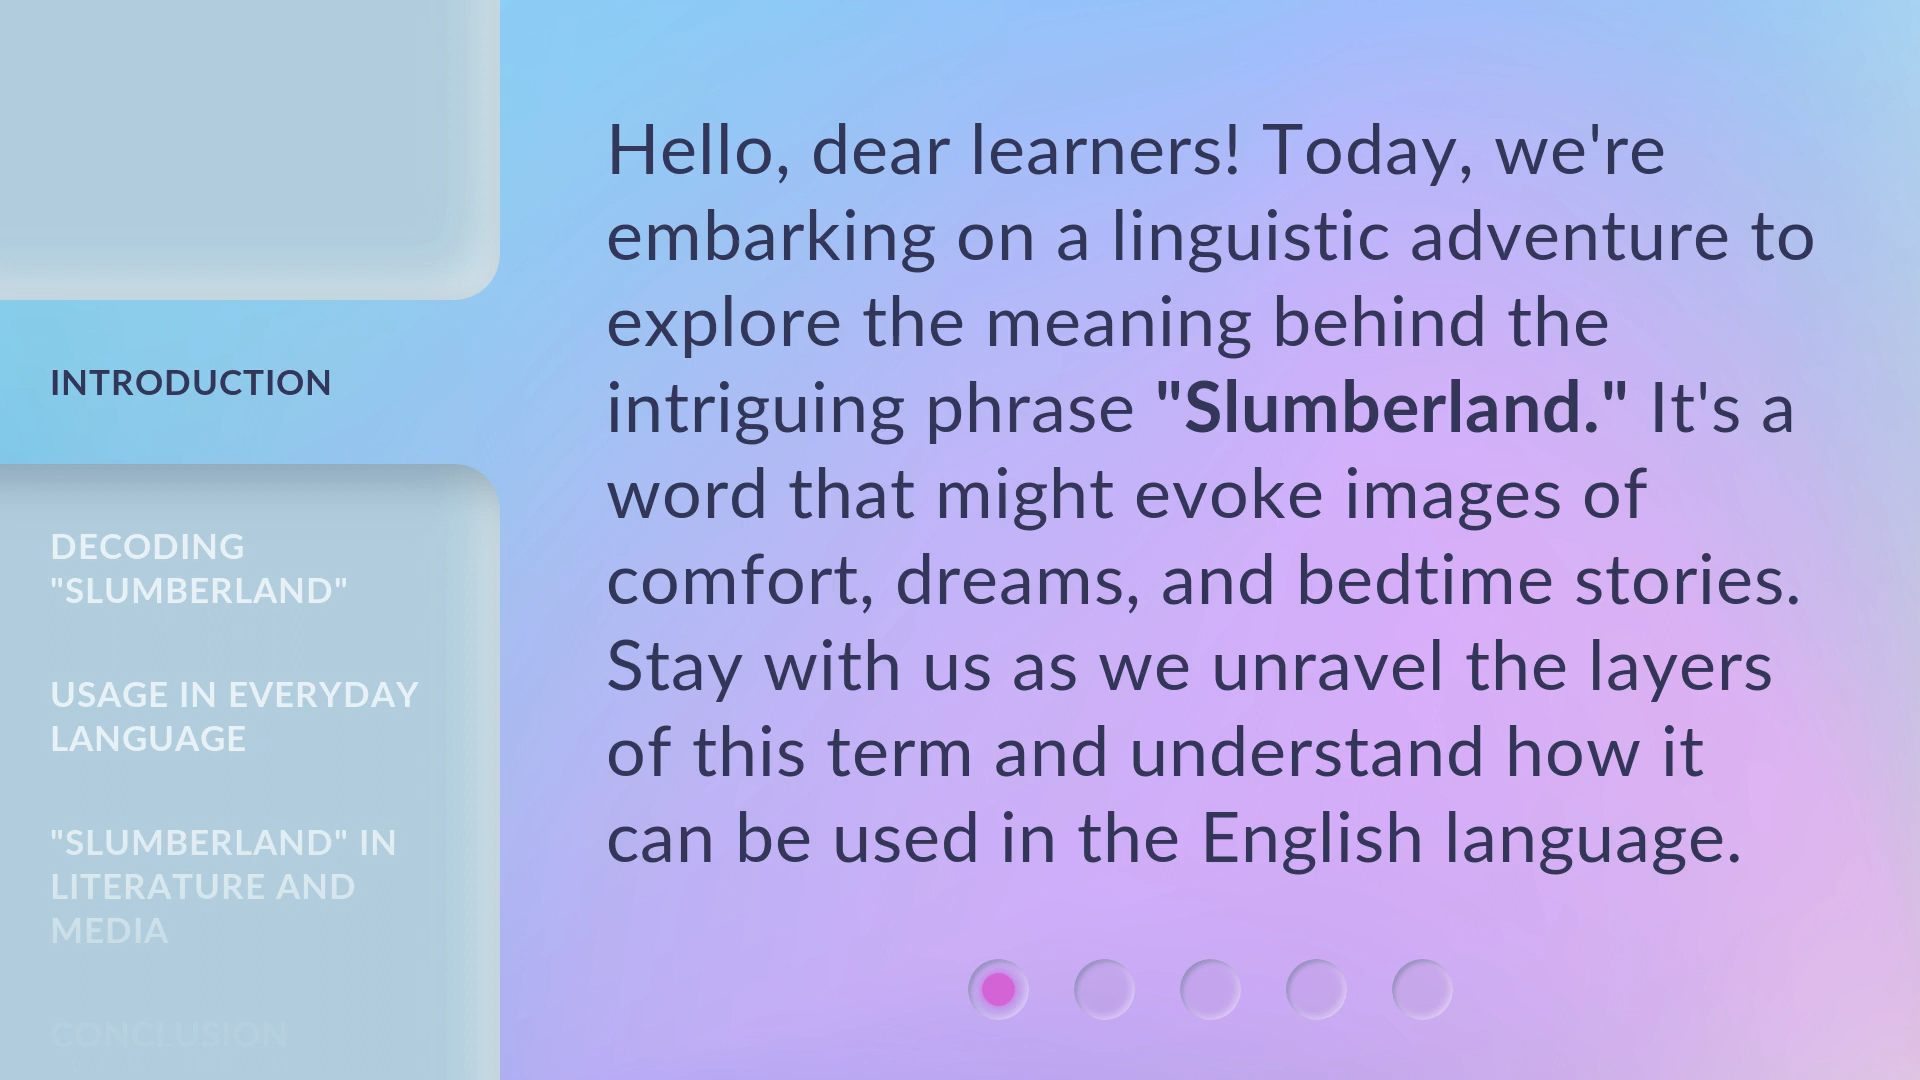 INTRODUCTION
DECODING
"SLUMBERLAND"
USAGE IN EVERYDAY
LANGUAGE
"SLUMBERLAND" IN
LITERATURE AND
MEDIA
CONCLUSION
Hello, dear learners! Today, we're
embarking on a linguistic adventure to
explore the meaning behind the
intriguing phrase "Slumberland." It's a
word that might evoke images of
comfort, dreams, and bedtime stories.
Stay with us as we unravel the layers
of this term and understand how it
can be used in the English language.